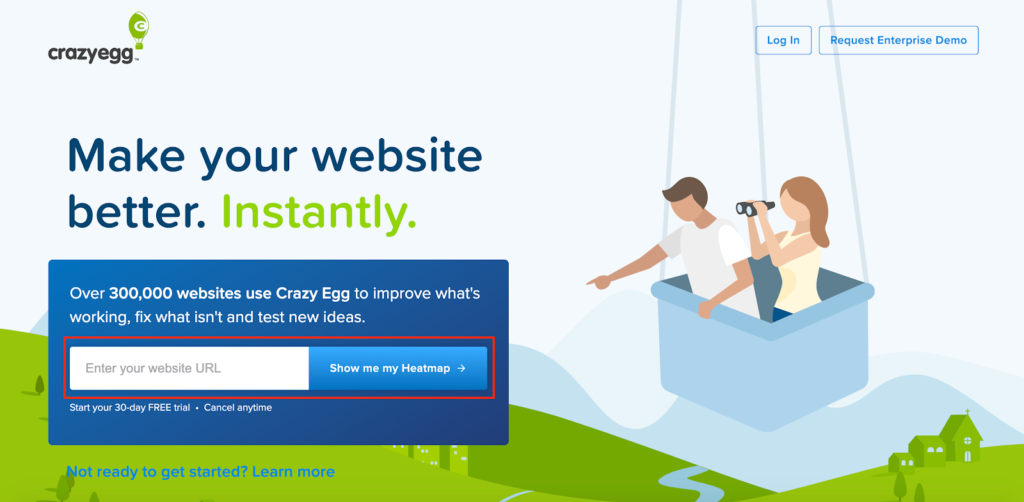 crazyegg™
Log In
Request Enterprise Demo
Make your website
better. Instantly.
Over 300,000 websites use Crazy Egg to improve what's
working, fix what isn't and test new ideas.
Enter your website URL
Show me my Heatmap →
Start your 30-day FREE trial • Cancel anytime
Not ready to get started? Learn more